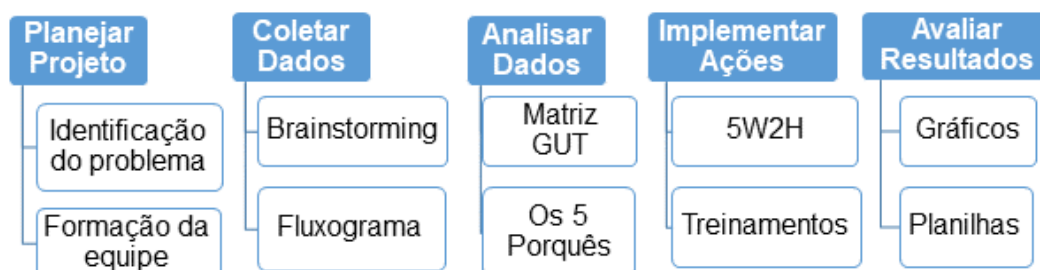 Planejar
Projeto
Identificação
do problema
Formação da
equipe
Coletar
Dados
Brainstorming
Fluxograma
Analisar
Dados
Matriz
GUT
Os 5
Porquês
Implementar
Ações
5W2H
Treinamentos
Avaliar
Resultados
Gráficos
Planilhas